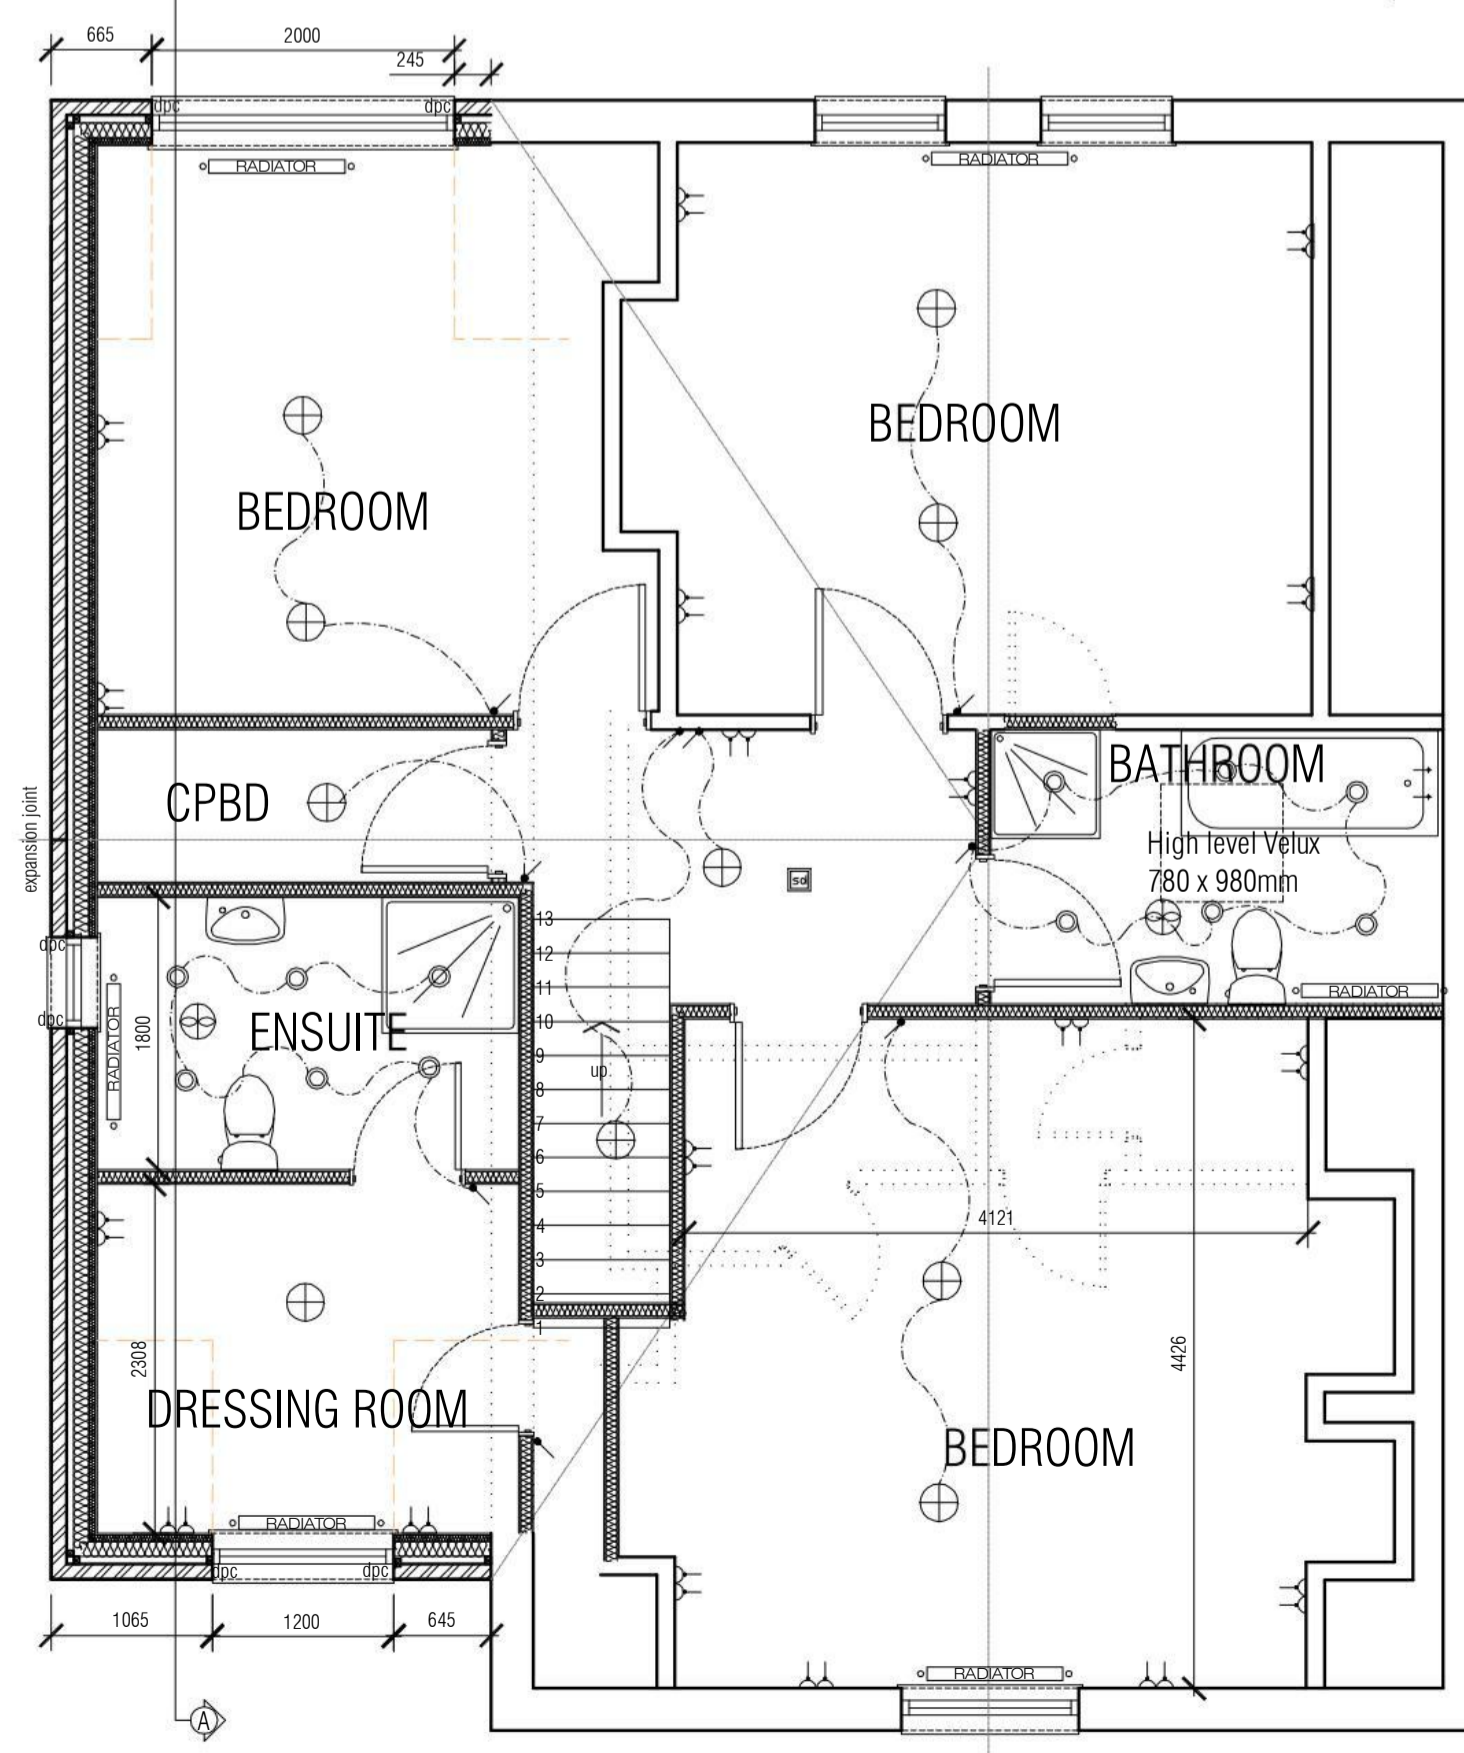 665
2000
245
dpc
dpc
RADIATOR
RADIATOR
BEDROOM
BEDROOM
CPBD
BATHROOM
High level Velux
780 x 980mm
expansion joint
sd
dpc
dpc
RADIATOR
1800
ENSUITE
13
12
11
10
9
8
7
6
5
4
3
2
1
up
RADIATOR
4121
4426
2308
DRESSING ROOM
BEDROOM
RADIATOR
dpc
dpc
1065
1200
645
RADIATOR
A